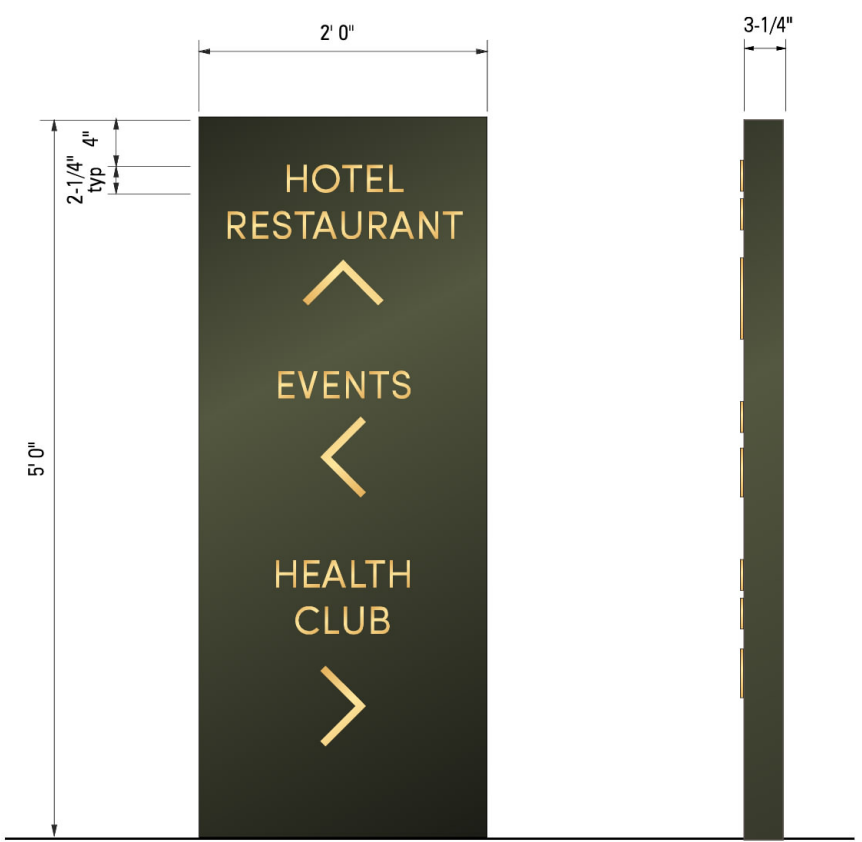 2' 0"
3-1/4"
4"
2-1/4"
typ
5' 0"
HOTEL
RESTAURANT
EVENTS
HEALTH
CLUB